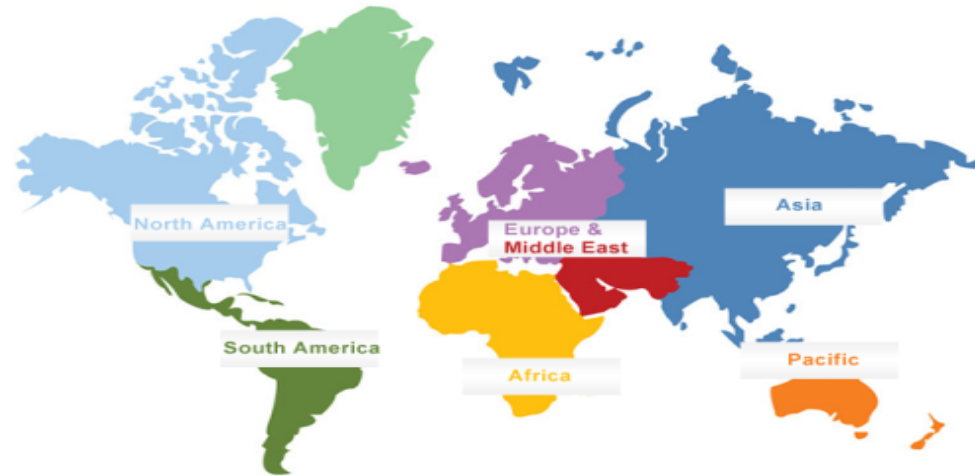 North America
Asia
Europe &
Middle East
South America
Africa
Pacific